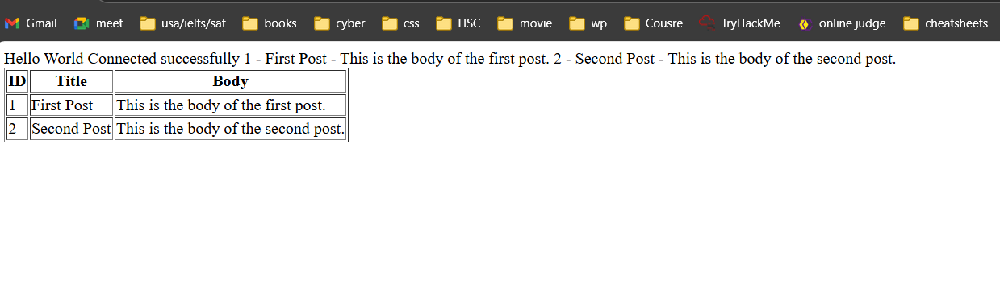 Gmail meet usa/ielts/sat books cyber css HSC movie wp Cousre TryHackMe online judge cheatsheets
Hello World Connected successfully 1 - First Post - This is the body of the first post. 2 - Second Post - This is the body of the second post.
ID Title Body
1 First Post This is the body of the first post.
2 Second Post This is the body of the second post.